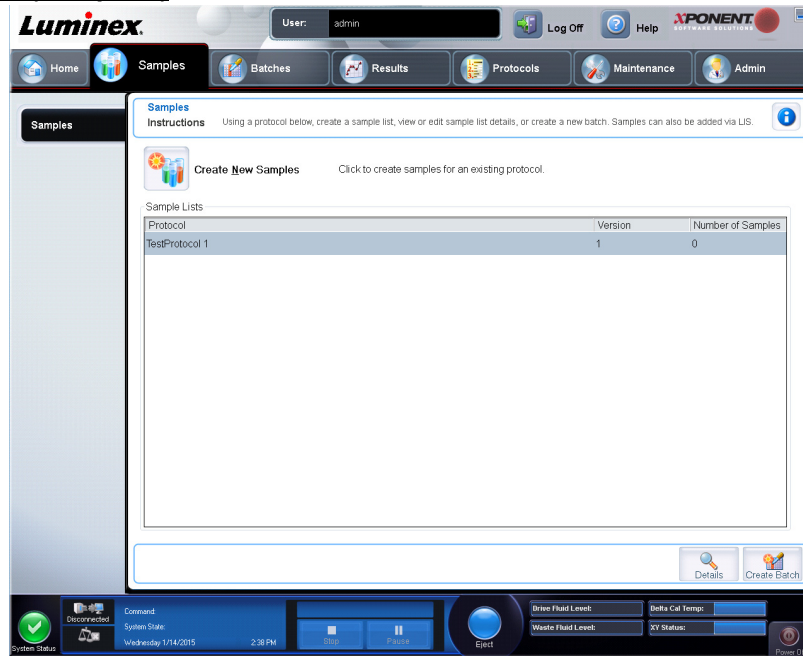 Luminex.
User: admin
Log Off
Help
XPONENT.
SOFTWARE SOLUTIONS
Home
Samples
Batches
Results
Protocols
Maintenance
Admin
Samples
Samples
Instructions Using a protocol below, create a sample list, view or edit sample list details, or create a new batch. Samples can also be added via LIS.
Create New Samples Click to create samples for an existing protocol.
Sample Lists
Protocol Version Number of Samples
TestProtocol 1 1 0
Details
Create Batch
System Status
Disconnected
Command:
System State:
Wednesday 1/14/2015 2:38 PM
Stop
Pause
Eject
Drive Fluid Level:
Delta Cal Temp:
Waste Fluid Level:
XY Status:
Power O